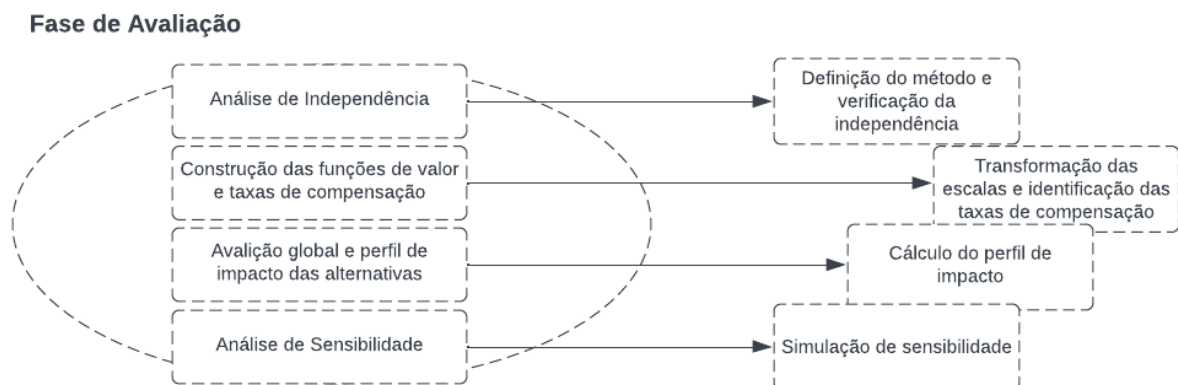 Fase de Avaliação
Análise de Independência
Definição do método e
verificação da
independência
Construção das funções de valor
e taxas de compensação
Transformação das
escalas e identificação das
taxas de compensação
Avalição global e perfil de
impacto das alternativas
Cálculo do perfil de
impacto
Análise de Sensibilidade
Simulação de sensibilidade